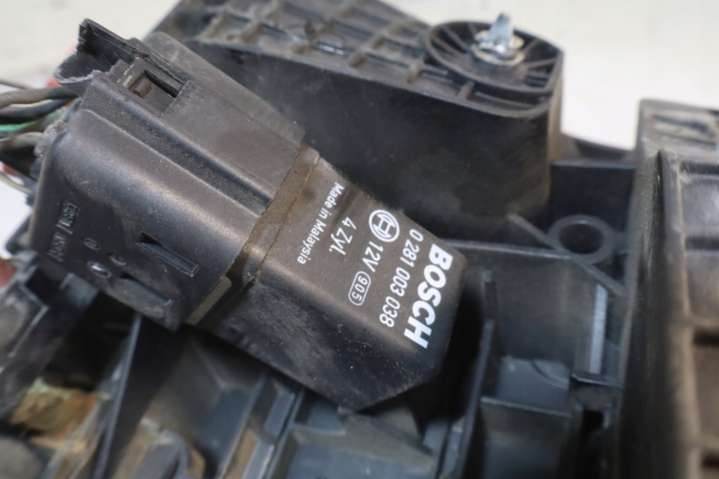 BOSCH
0 281 003 038
12V 905
4 Zyl.
Made in Malaysia